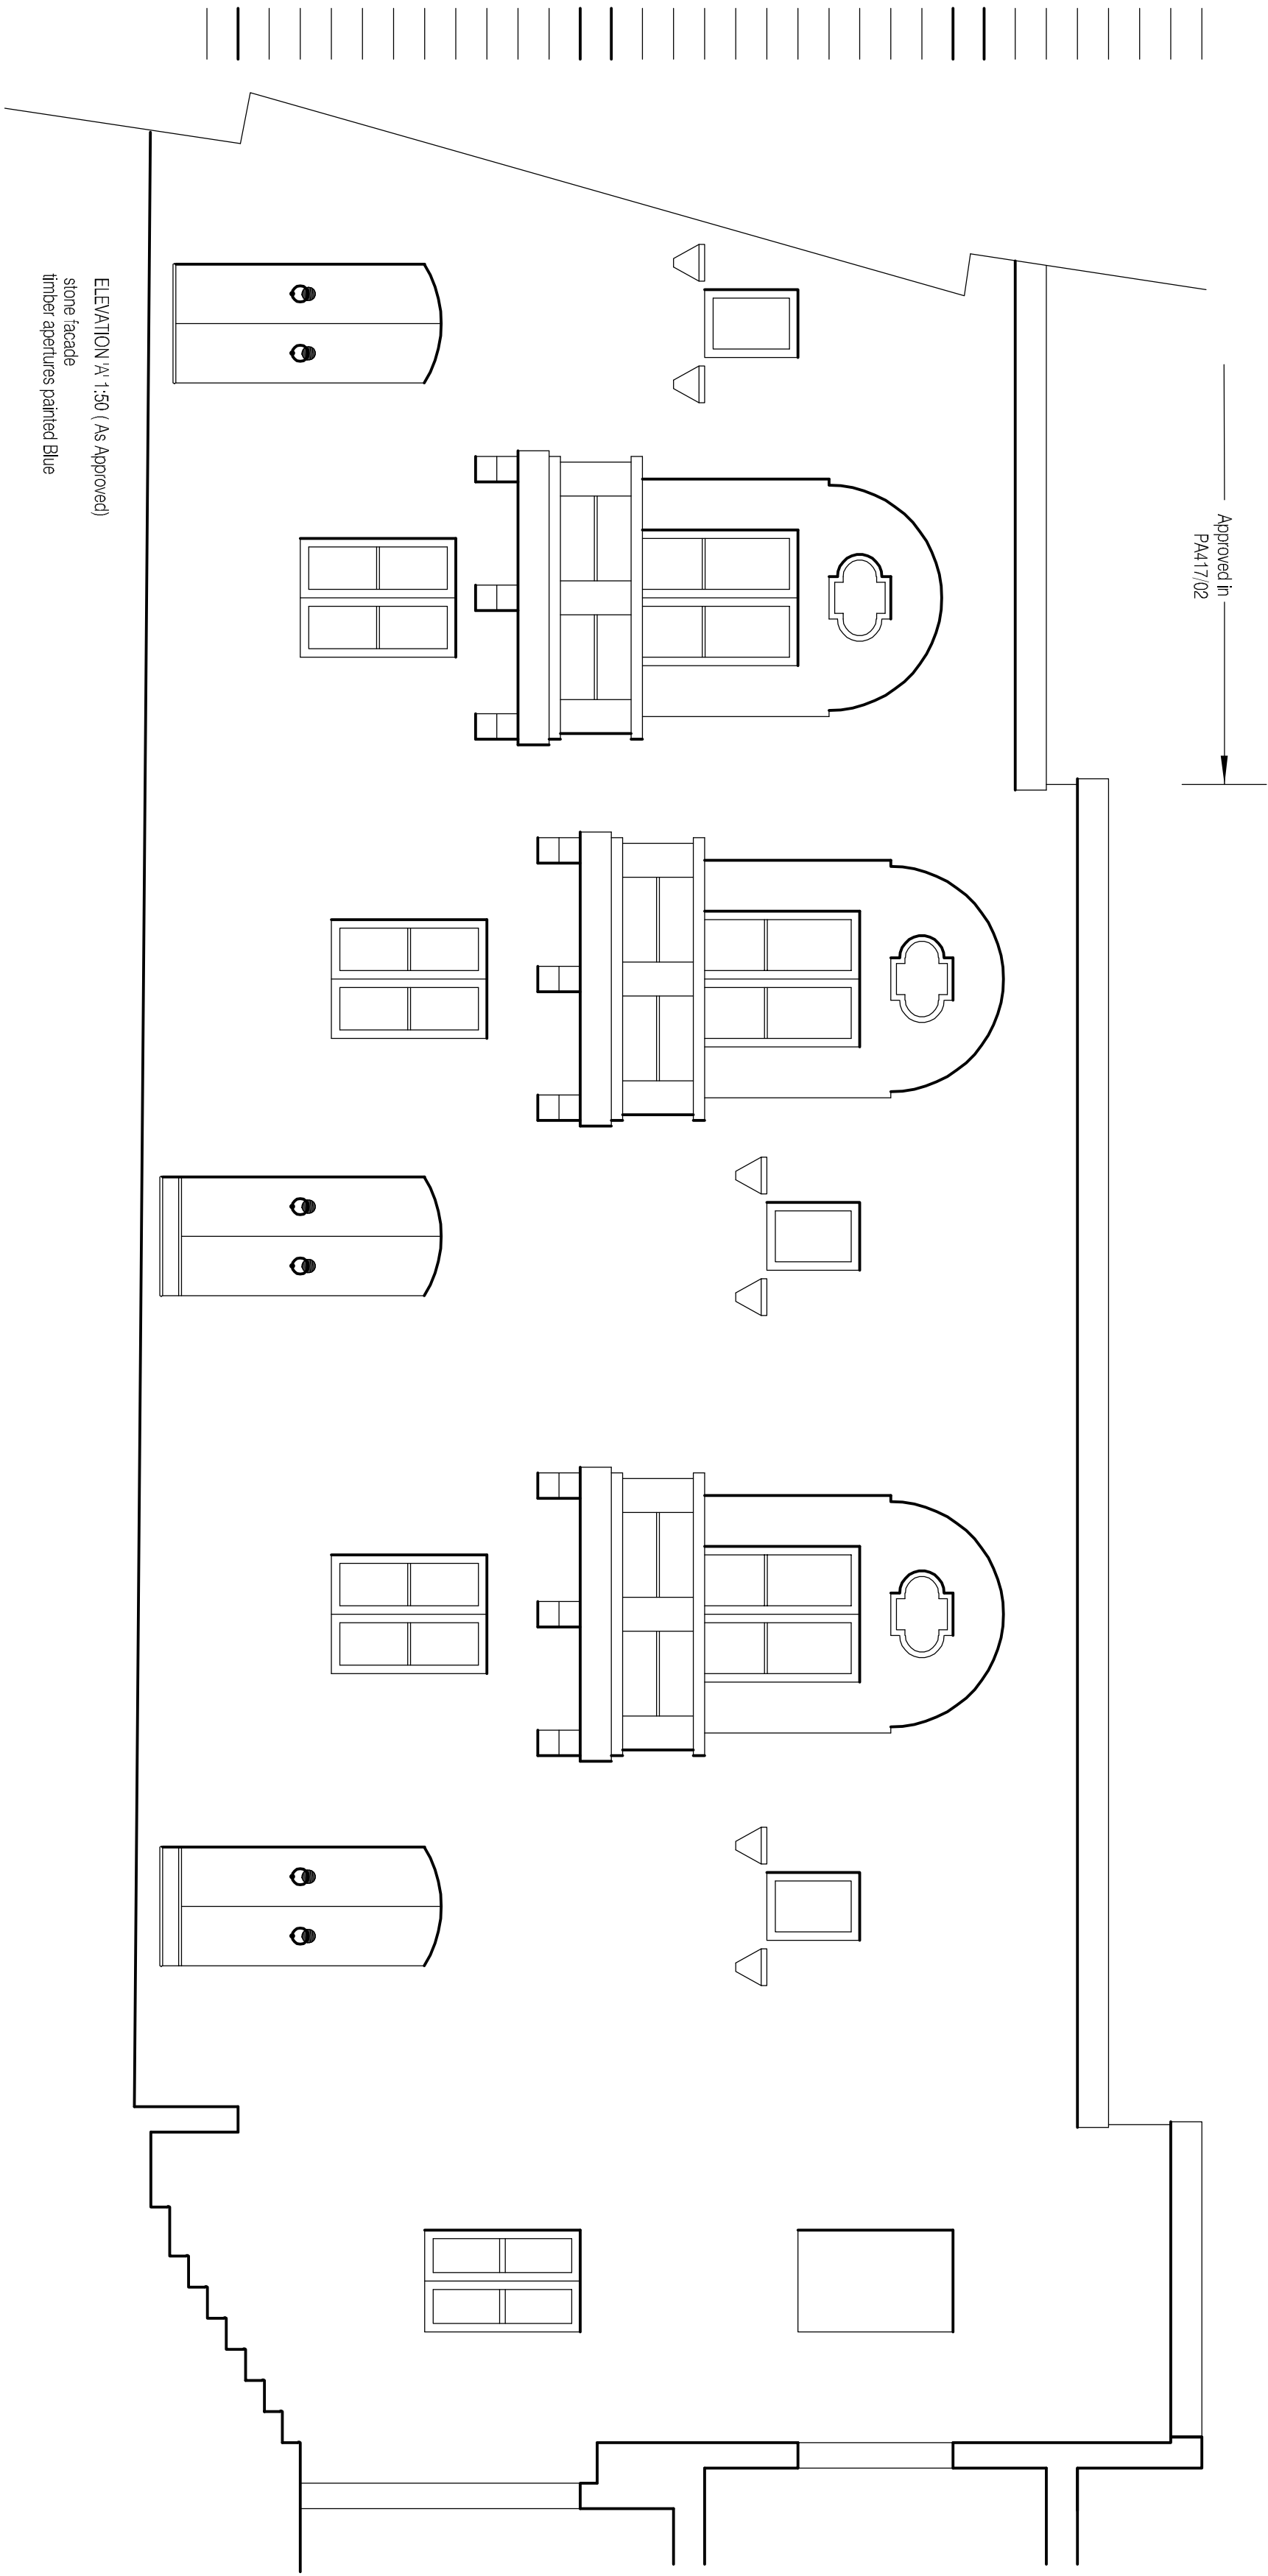 Approved in
PA417/02
ELEVATION 'A' 1:50 ( As Approved)
stone facade
timber apertures painted Blue